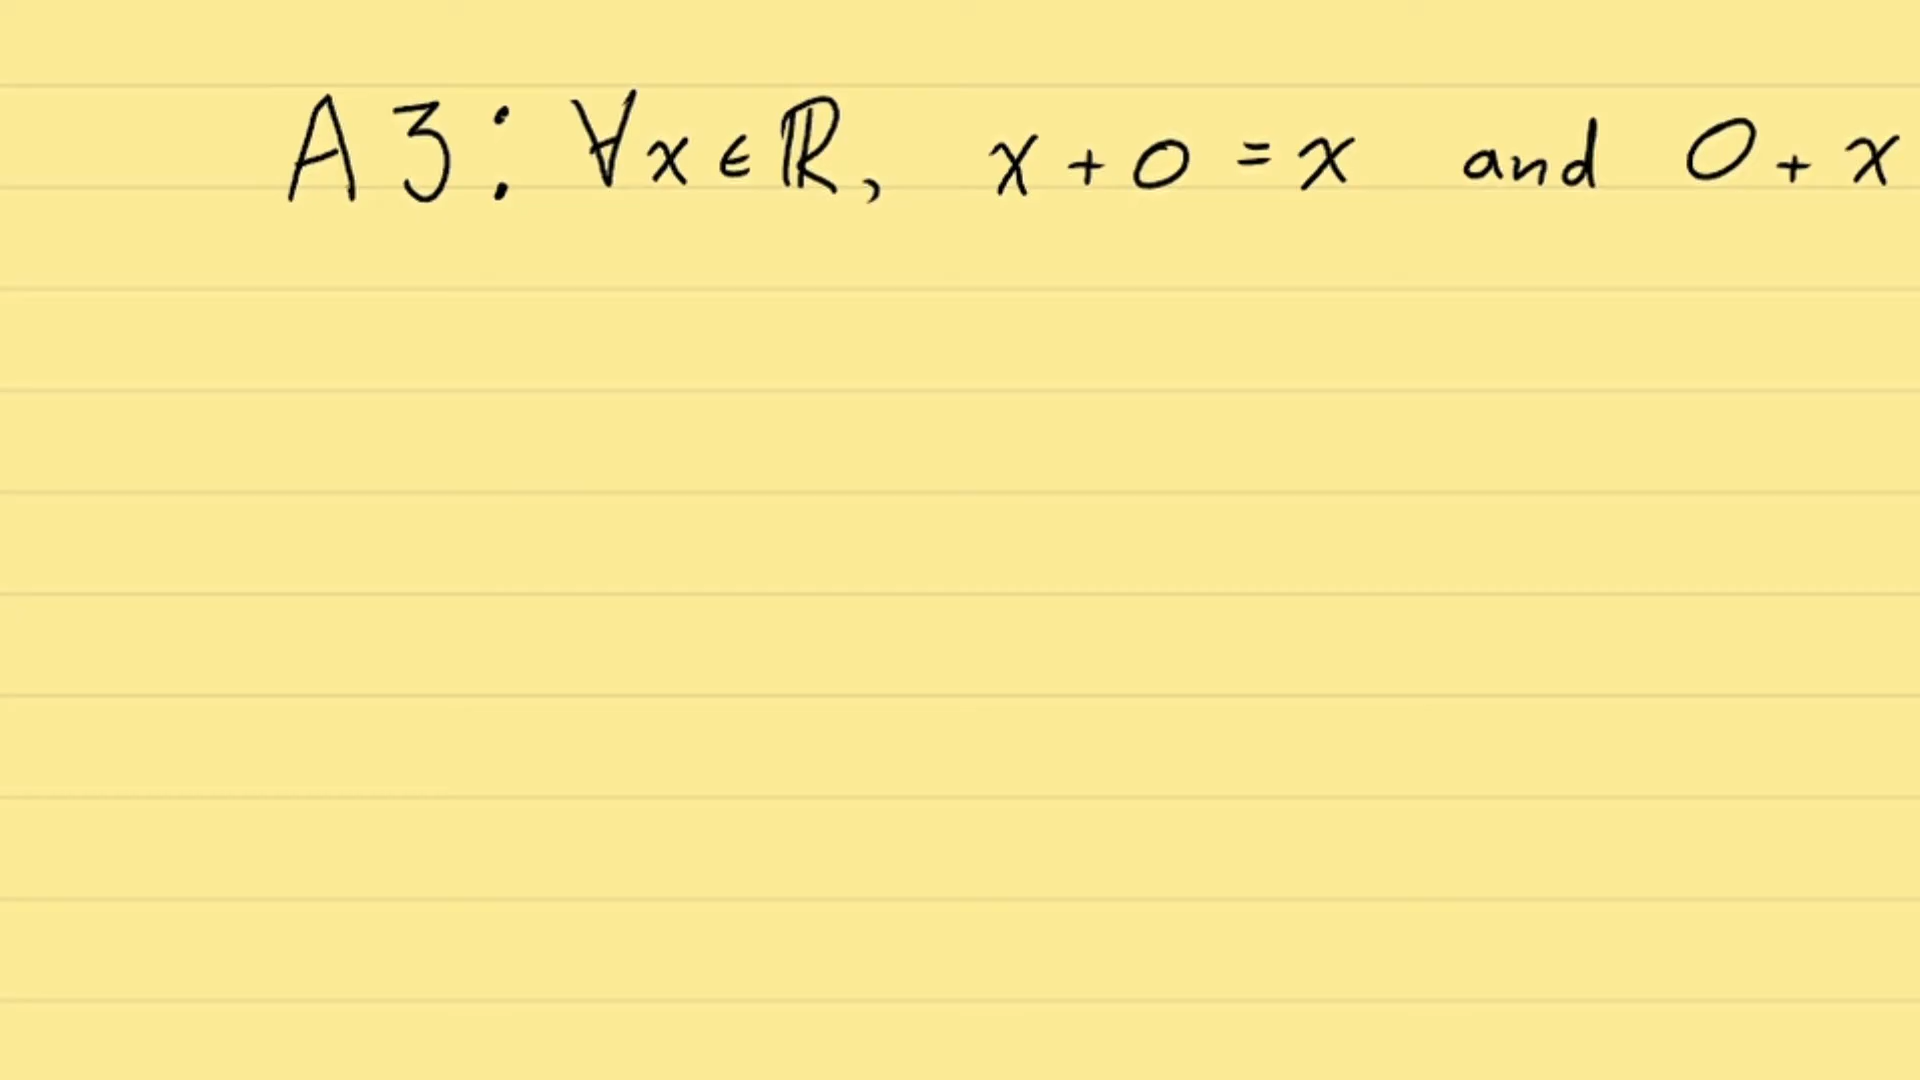 A3: ∀x∈ℝ, x+0=x and 0+x